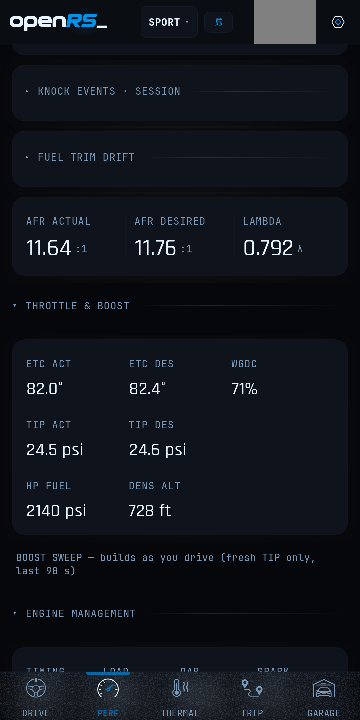 openRS_
SPORT
KNOCK EVENTS · SESSION
FUEL TRIM DRIFT
AFR ACTUAL AFR DESIRED LAMBDA
11.64 :1 11.76 :1 0.792 λ
THROTTLE & BOOST
ETC ACT ETC DES WGDC
82.0° 82.4° 71%
TIP ACT TIP DES
24.5 psi 24.6 psi
HP FUEL DENS ALT
2140 psi 728 ft
BOOST SWEEP — builds as you drive (fresh TIP only,
last 90 s)
ENGINE MANAGEMENT
TIMING LOAD SPARK
DRIVE PERF THERMAL TRIP GARAGE